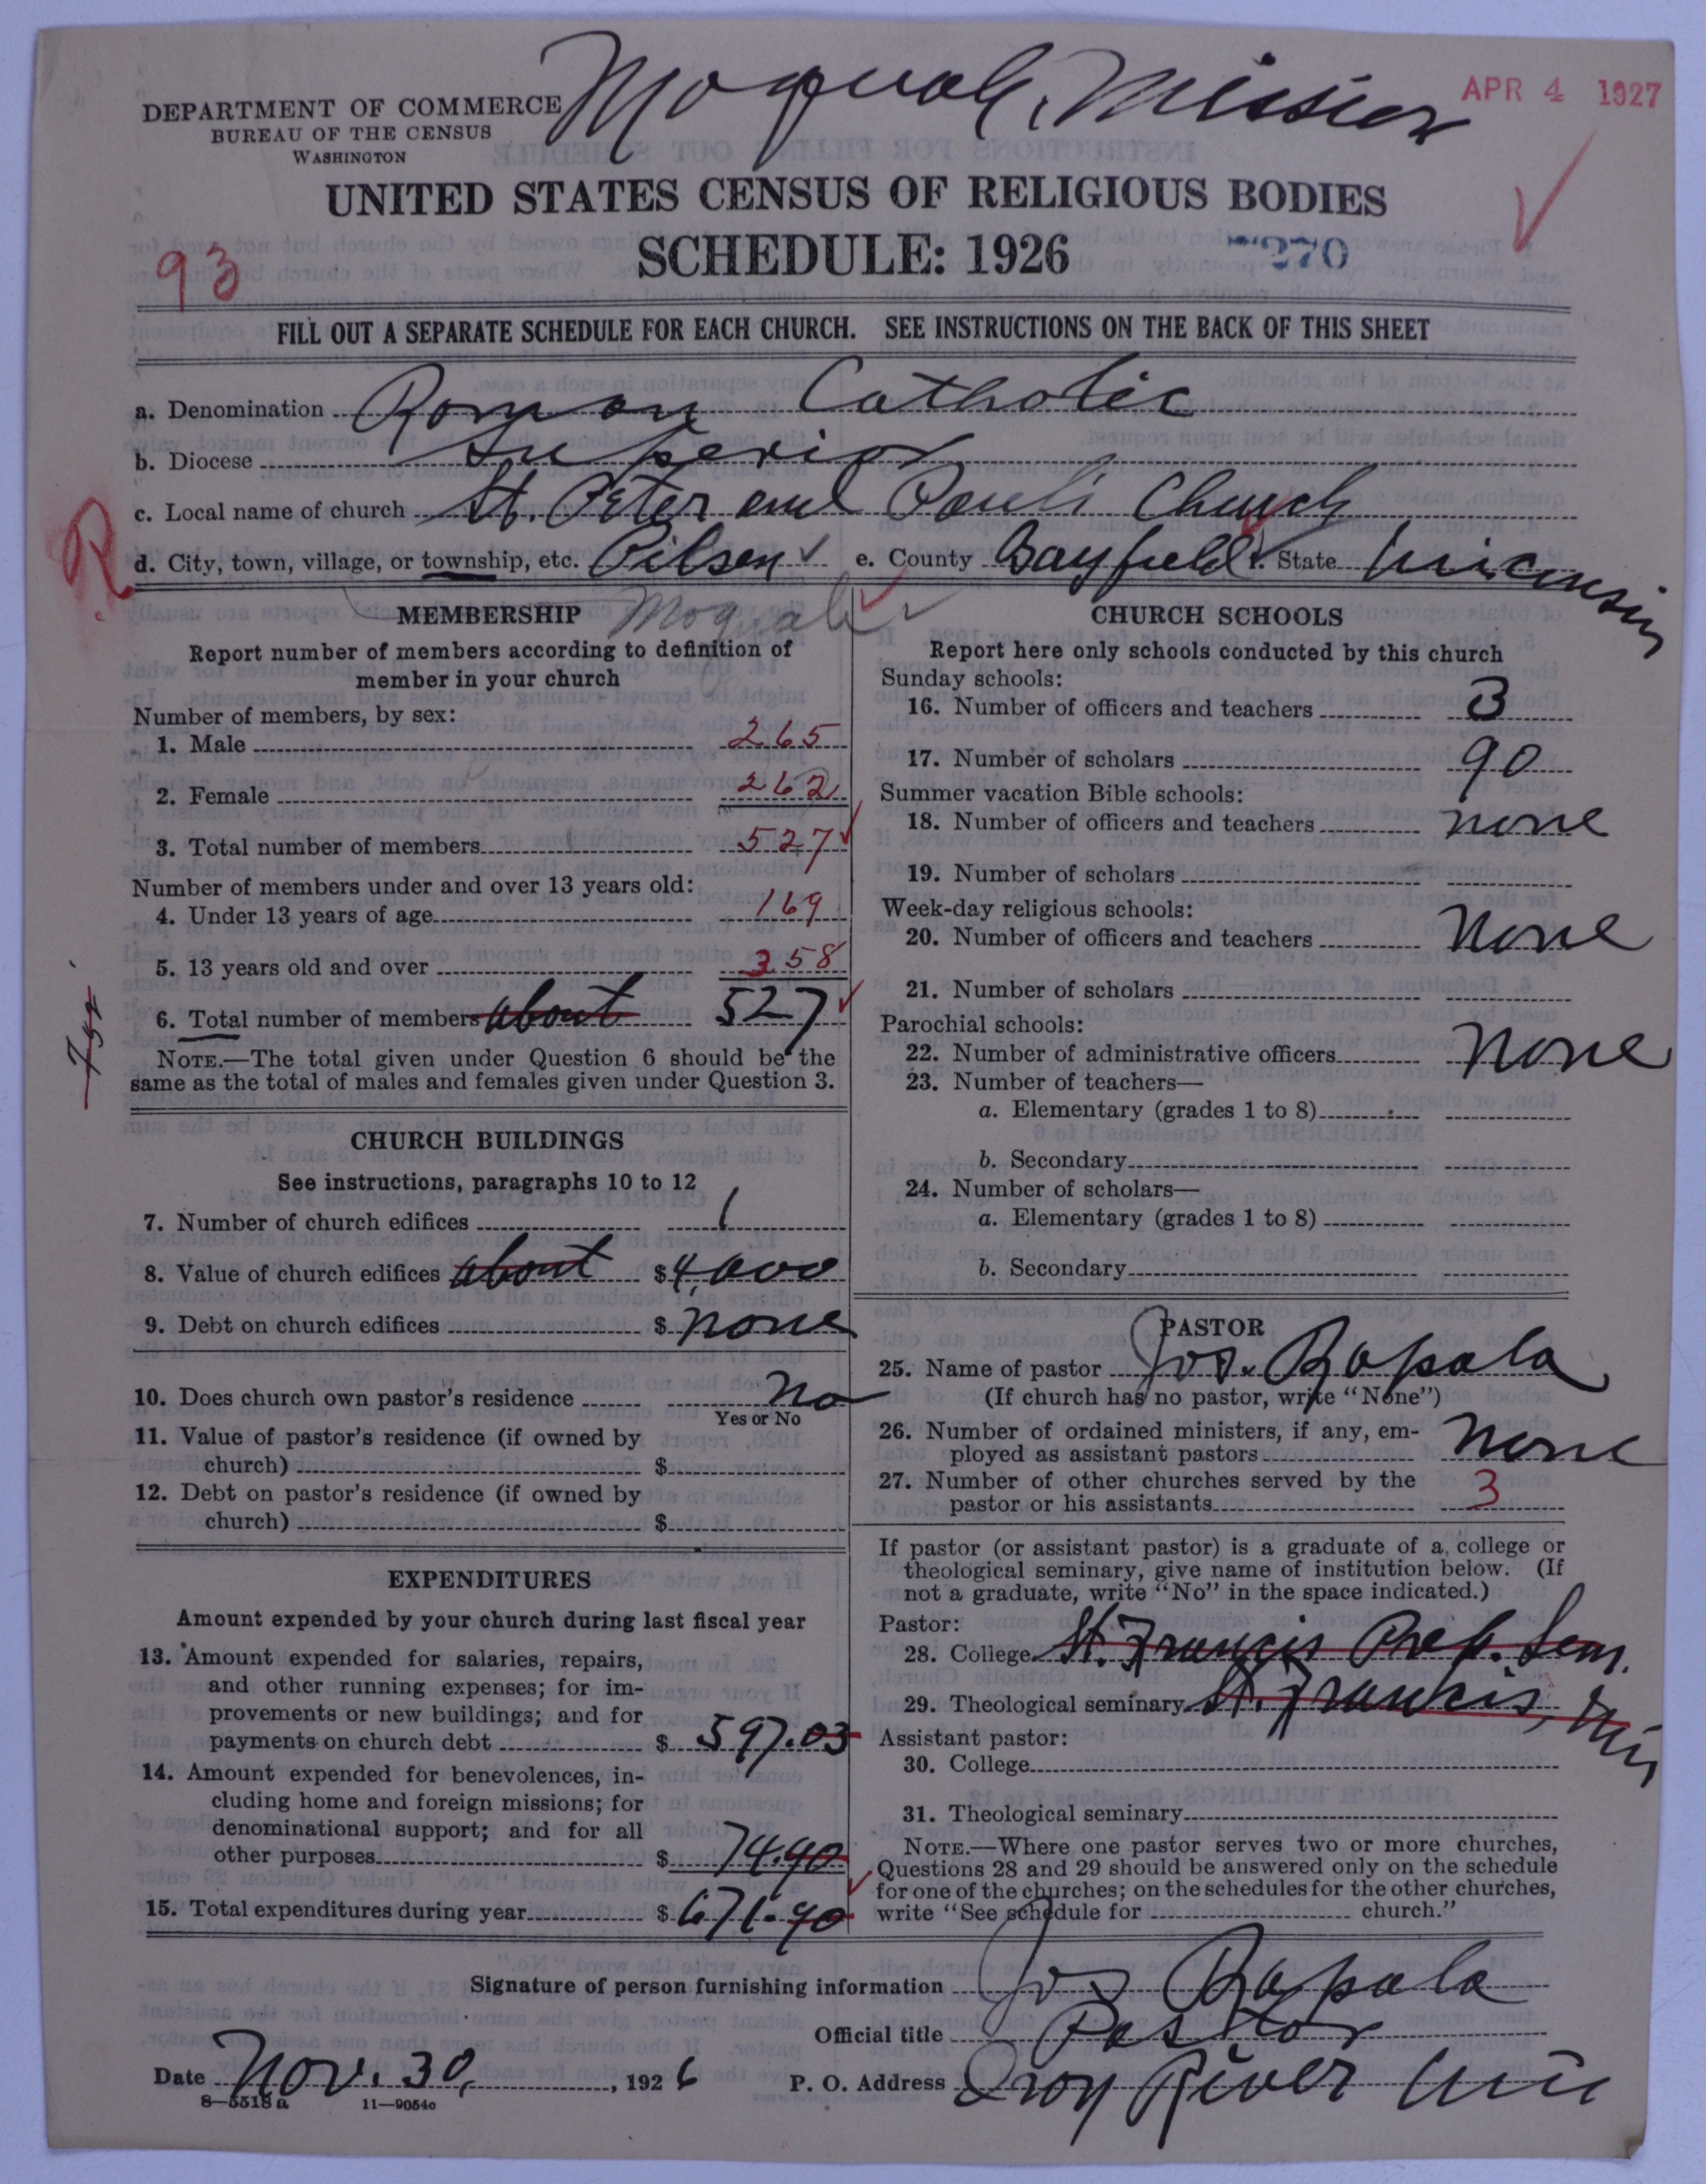 Moquah, Mission
APR 4 1927
DEPARTMENT OF COMMERCE
BUREAU OF THE CENSUS
WASHINGTON
UNITED STATES CENSUS OF RELIGIOUS BODIES
SCHEDULE: 1926
7270
93
FILL OUT A SEPARATE SCHEDULE FOR EACH CHURCH. SEE INSTRUCTIONS ON THE BACK OF THIS SHEET
a. Denomination Roman Catholic
b. Diocese Superior
c. Local name of church St. Peter and Pauli Church
R
d. City, town, village, or township, etc. Pilsen ✓ e. County Bayfield f. State Wisconsin
MEMBERSHIP Moquah ✓
Report number of members according to definition of
member in your church
Number of members, by sex:
1. Male 265
2. Female 262
3. Total number of members 527
Number of members under and over 13 years old:
4. Under 13 years of age 169
5. 13 years old and over 358
6. Total number of members about 527
NOTE.—The total given under Question 6 should be the
same as the total of males and females given under Question 3.
CHURCH BUILDINGS
See instructions, paragraphs 10 to 12
7. Number of church edifices 1
8. Value of church edifices about $4,000
9. Debt on church edifices $ none
10. Does church own pastor's residence no
Yes or No
11. Value of pastor's residence (if owned by
church) $
12. Debt on pastor's residence (if owned by
church) $
EXPENDITURES
Amount expended by your church during last fiscal year
13. Amount expended for salaries, repairs,
and other running expenses; for im-
provements or new buildings; and for
payments on church debt $ 597.03
14. Amount expended for benevolences, in-
cluding home and foreign missions; for
denominational support; and for all
other purposes $ 74.90
15. Total expenditures during year $ 671.90
CHURCH SCHOOLS
Report here only schools conducted by this church
Sunday schools:
16. Number of officers and teachers 3
17. Number of scholars 90
Summer vacation Bible schools:
18. Number of officers and teachers none
19. Number of scholars
Week-day religious schools:
20. Number of officers and teachers None
21. Number of scholars
Parochial schools:
22. Number of administrative officers None
23. Number of teachers—
a. Elementary (grades 1 to 8)
b. Secondary
24. Number of scholars—
a. Elementary (grades 1 to 8)
b. Secondary
PASTOR
25. Name of pastor Jos. Rapala
(If church has no pastor, write "None")
26. Number of ordained ministers, if any, em-
ployed as assistant pastors None
27. Number of other churches served by the
pastor or his assistants 3
If pastor (or assistant pastor) is a graduate of a college or
theological seminary, give name of institution below. (If
not a graduate, write "No" in the space indicated.)
Pastor:
28. College St. Francis Prep. Sem.
29. Theological seminary St. Francis, Wis
Assistant pastor:
30. College
31. Theological seminary
NOTE.—Where one pastor serves two or more churches,
Questions 28 and 29 should be answered only on the schedule
for one of the churches; on the schedules for the other churches,
write "See schedule for church."
Signature of person furnishing information Jos Rapala
Official title Pastor
Date Nov. 30, 1926 P. O. Address Iron River Wis
8—5518 a 11—9054c